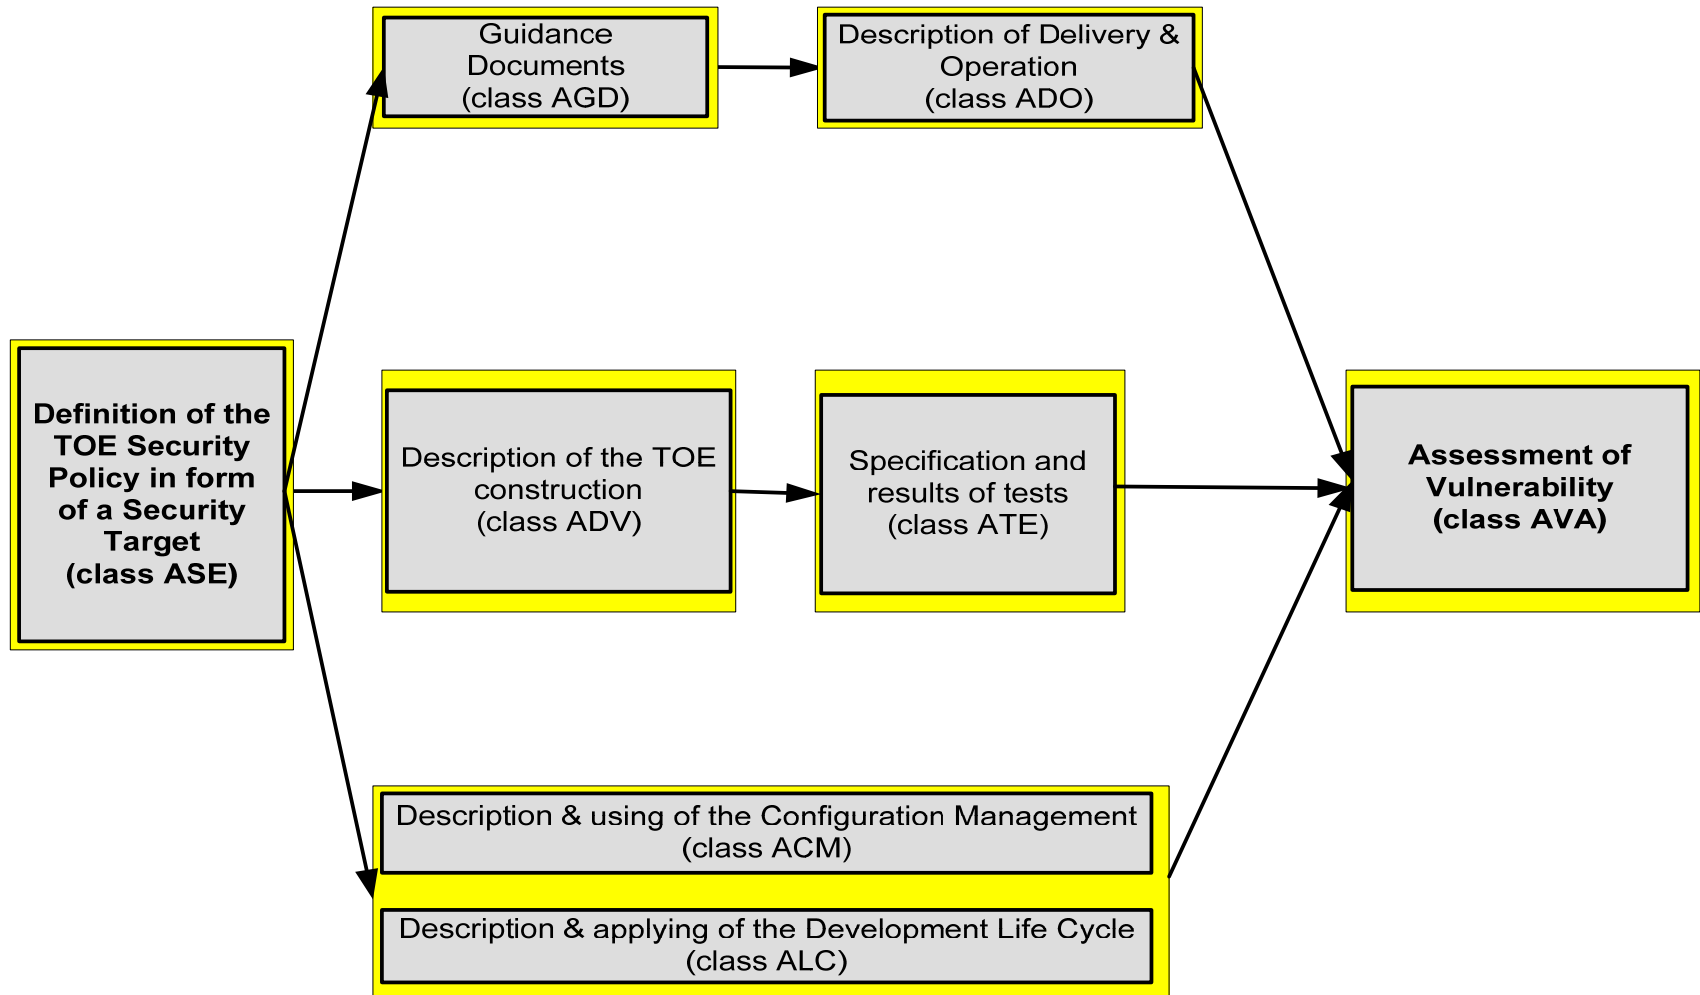 Guidance
Documents
(class AGD)
Description of Delivery &
Operation
(class ADO)
Definition of the
TOE Security
Policy in form
of a Security
Target
(class ASE)
Description of the TOE
construction
(class ADV)
Specification and
results of tests
(class ATE)
Assessment of
Vulnerability
(class AVA)
Description & using of the Configuration Management
(class ACM)
Description & applying of the Development Life Cycle
(class ALC)